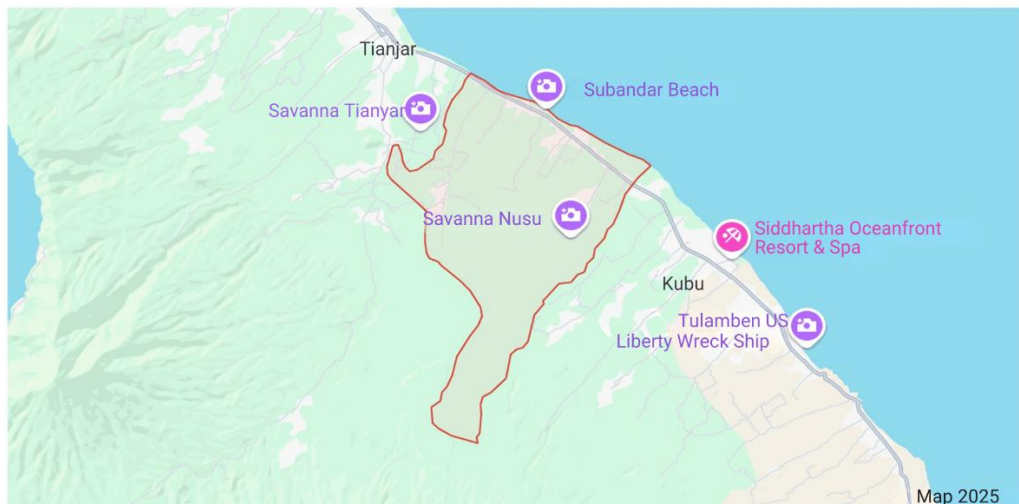 Tianjar
Savanna Tianyar
Subandar Beach
Savanna Nusu
Siddhartha Oceanfront
Resort & Spa
Kubu
Tulamben US
Liberty Wreck Ship
Map 2025